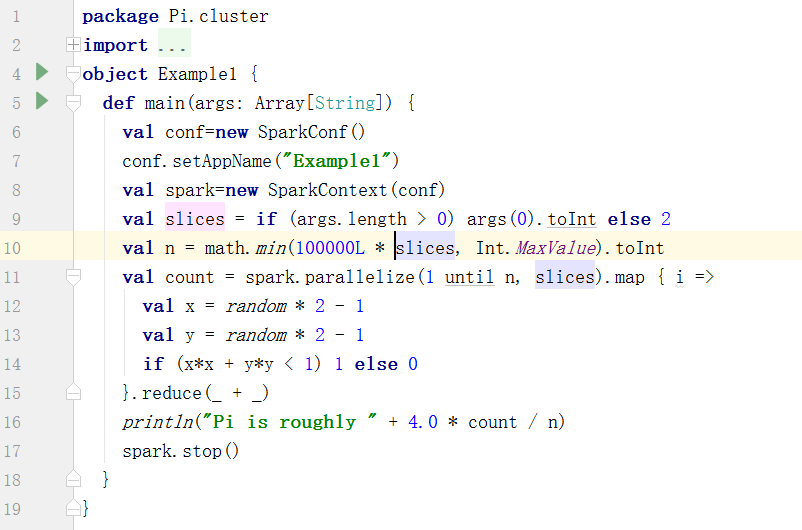 1 package Pi.cluster
2 import ...
4 object Example1 {
5 def main(args: Array[String]) {
6 val conf=new SparkConf()
7 conf.setAppName("Example1")
8 val spark=new SparkContext(conf)
9 val slices = if (args.length > 0) args(0).toInt else 2
10 val n = math.min(100000L * slices, Int.MaxValue).toInt
11 val count = spark.parallelize(1 until n, slices).map { i =>
12 val x = random * 2 - 1
13 val y = random * 2 - 1
14 if (x*x + y*y < 1) 1 else 0
15 }.reduce(_ + _)
16 println("Pi is roughly " + 4.0 * count / n)
17 spark.stop()
18 }
19 }